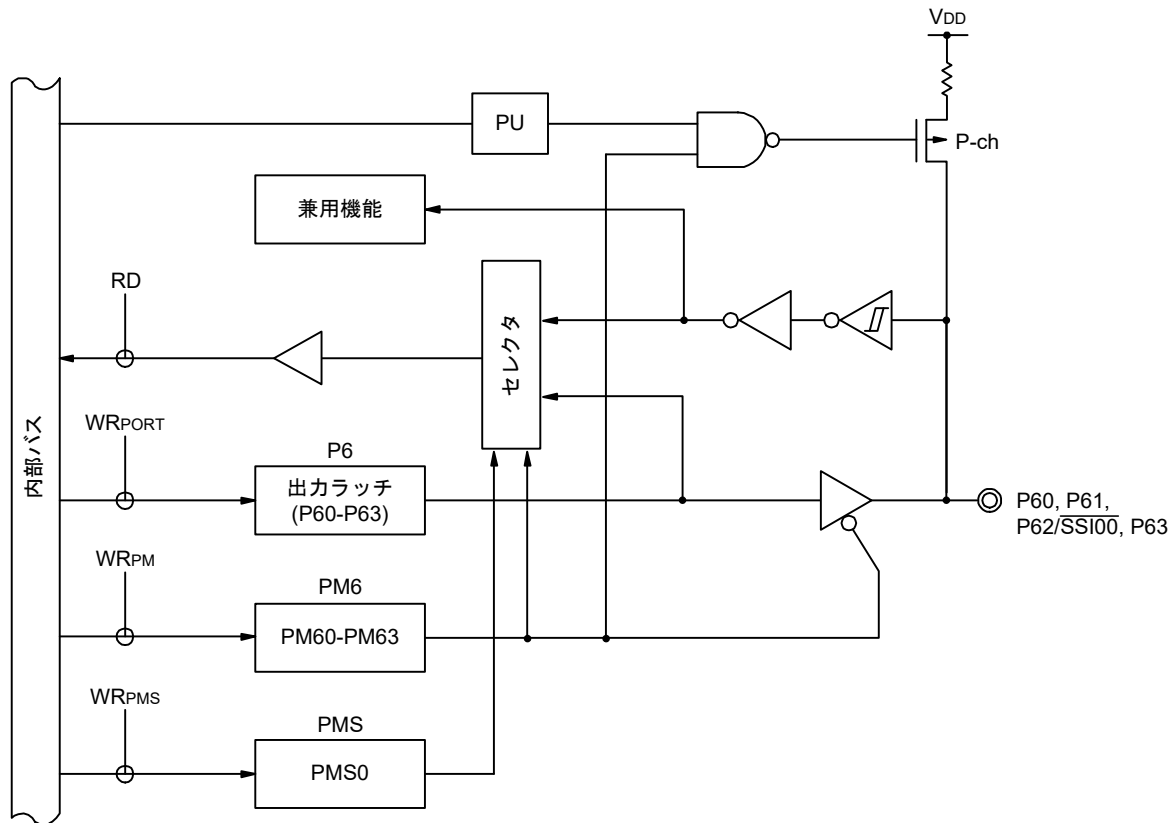 VDD
PU
P-ch
兼用機能
RD
セレクタ
WRPORT
内部バス
P6
出力ラッチ
(P60-P63)
P60, P61,
P62/SSI00, P63
WRPM
PM6
PM60-PM63
WRPMS
PMS
PMS0